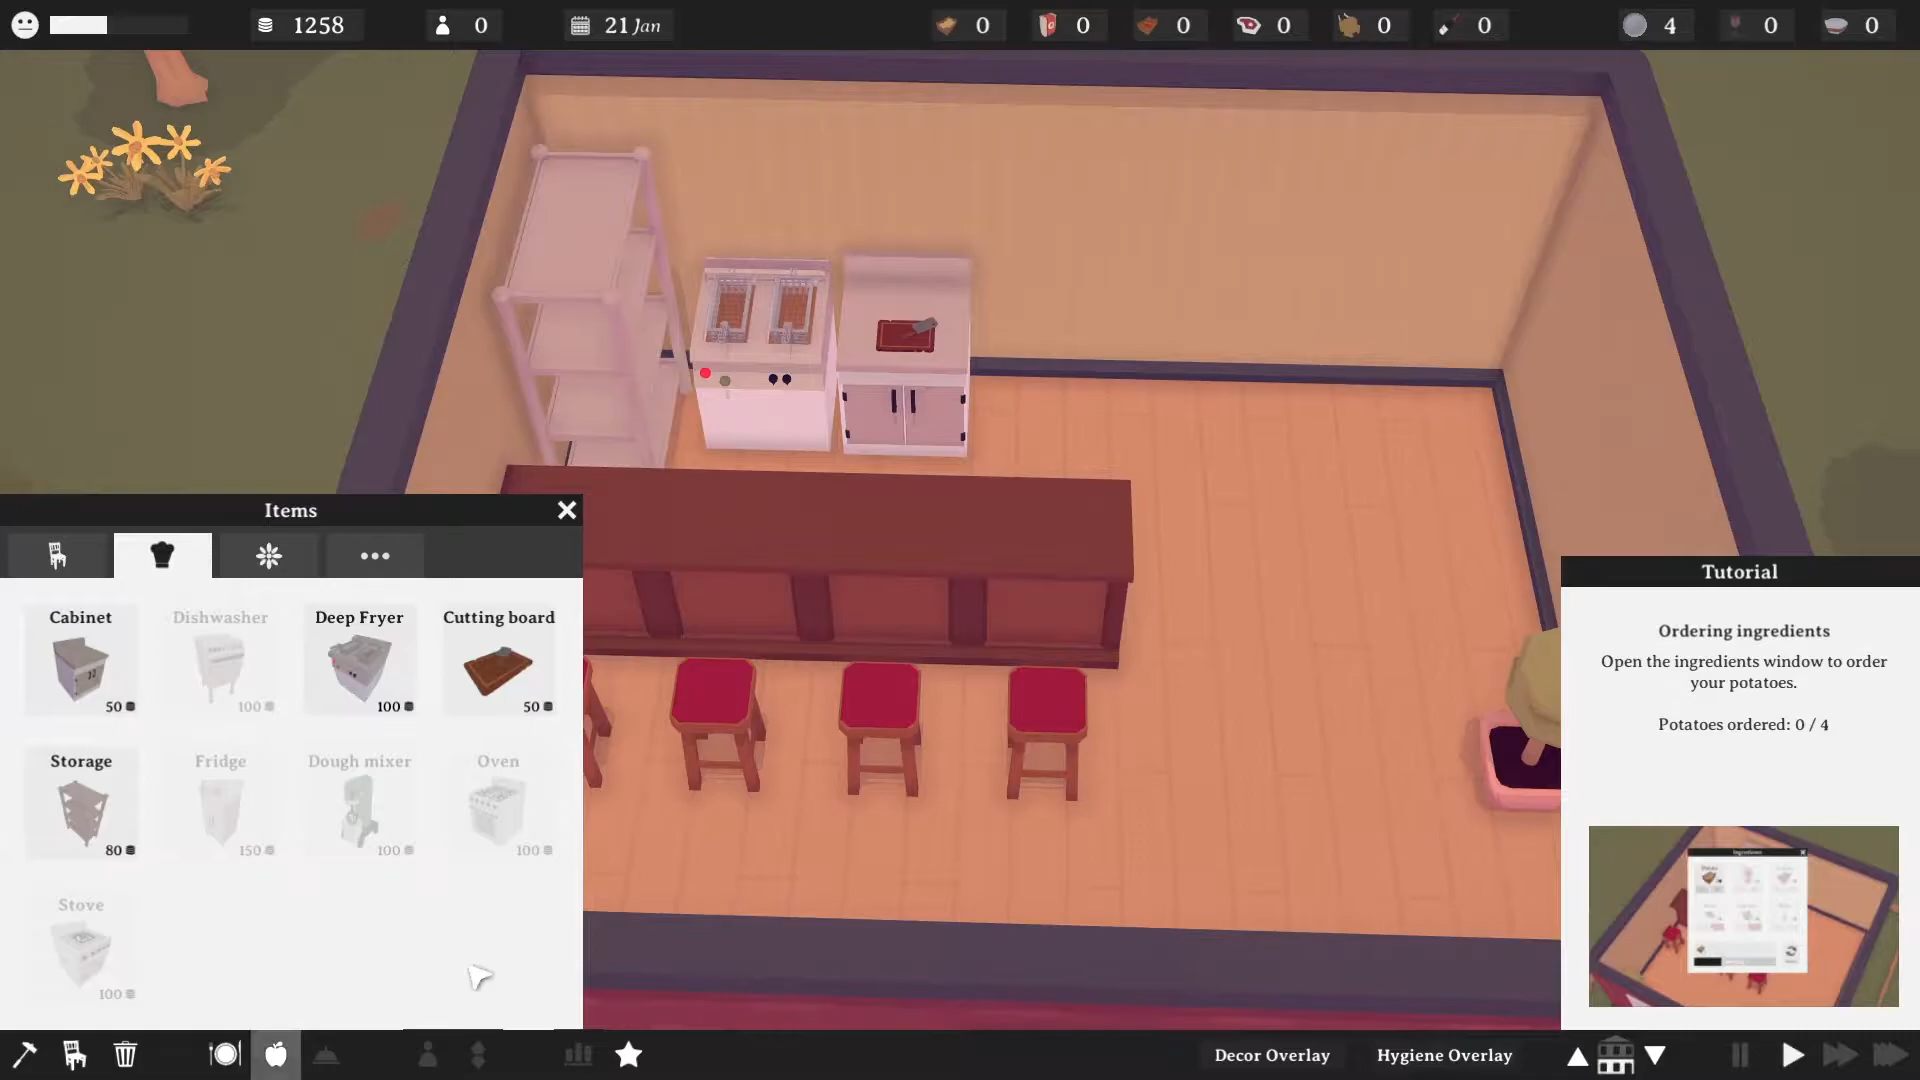 1258
0
21 Jan
0
0
0
0
0
0
4
0
0
Items
Cabinet
Dishwasher
Deep Fryer
Cutting board
50
100
100
50
Storage
Fridge
Dough mixer
Oven
80
150
100
100
Stove
100
Tutorial
Ordering ingredients
Open the ingredients window to order
your potatoes.
Potatoes ordered: 0 / 4
Decor Overlay
Hygiene Overlay